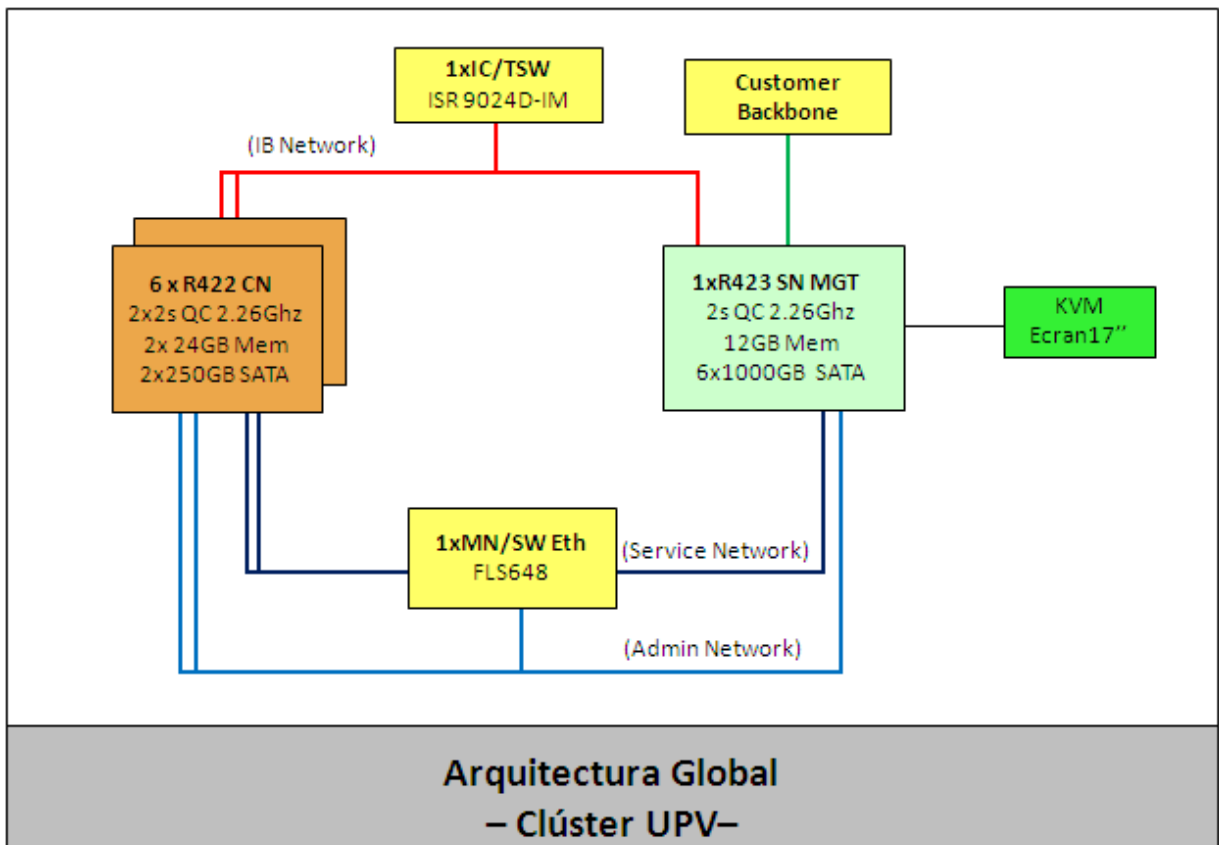 1xIC/TSW
ISR 9024D-IM
Customer
Backbone
(IB Network)
6 x R422 CN
2x2s QC 2.26Ghz
2x 24GB Mem
2x250GB SATA
1xR423 SN MGT
2s QC 2.26Ghz
12GB Mem
6x1000GB SATA
KVM
Ecran17’’
1xMN/SW Eth
FLS648
(Service Network)
(Admin Network)
Arquitectura Global
– Clúster UPV–